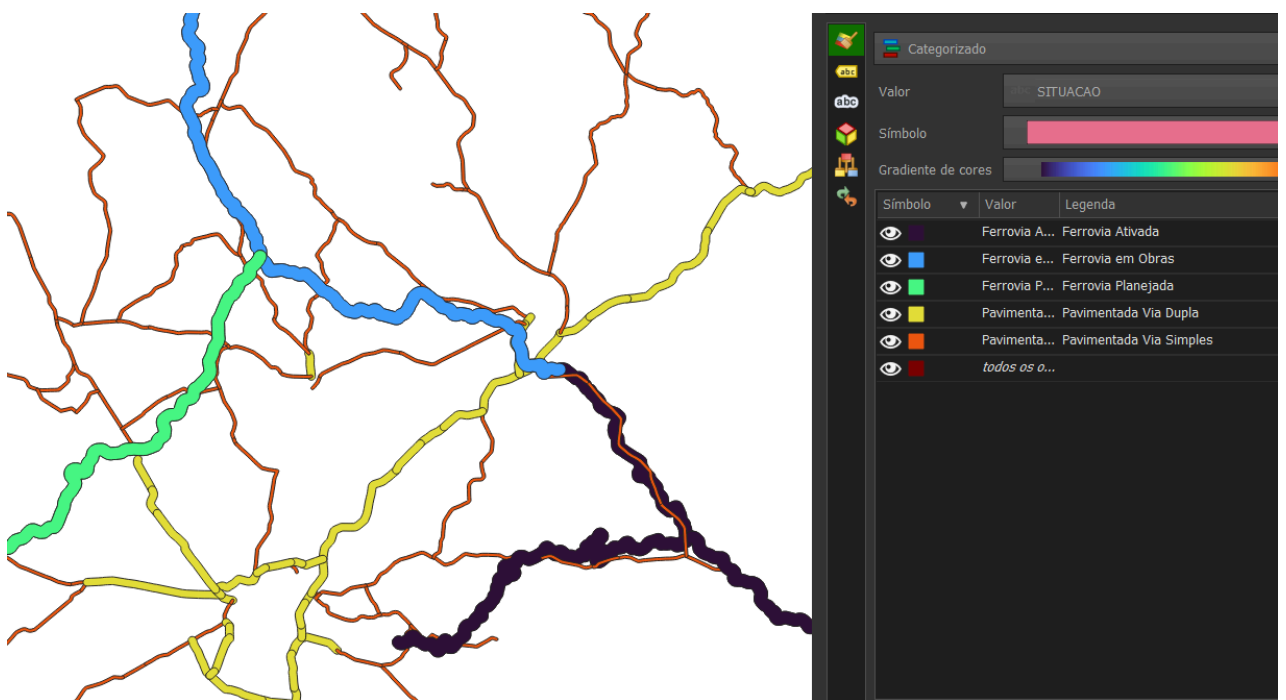 abc
abc
Categorizado
Valor
abc SITUACAO
Símbolo
Gradiente de cores
Símbolo Valor Legenda
Ferrovia A... Ferrovia Ativada
Ferrovia e... Ferrovia em Obras
Ferrovia P... Ferrovia Planejada
Pavimenta... Pavimentada Via Dupla
Pavimenta... Pavimentada Via Simples
todos os o...